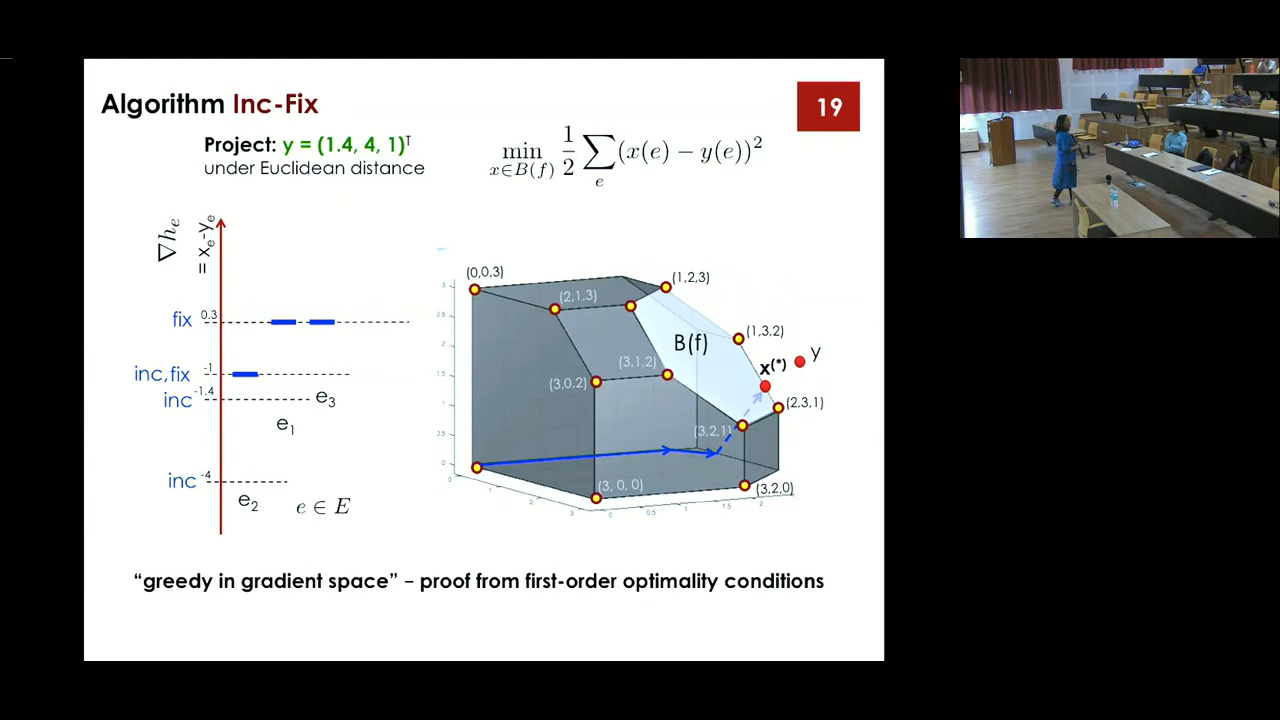 Algorithm Inc-Fix
19
Project: y = (1.4, 4, 1)ᵀ
under Euclidean distance
min x∈B(f) 1/2 ∑e (x(e) − y(e))²
∇hₑ
= xₑ-yₑ
fix 0.3
inc,fix -1
inc -1.4
inc -4
e₁
e₂
e₃
e ∈ E
(0,0,3)
(2,1,3)
(1,2,3)
(1,3,2)
B(f)
x(*)
y
(3,1,2)
(3,0,2)
(2,3,1)
(3,2,1)
(3, 0, 0)
(3,2,0)
"greedy in gradient space" – proof from first-order optimality conditions